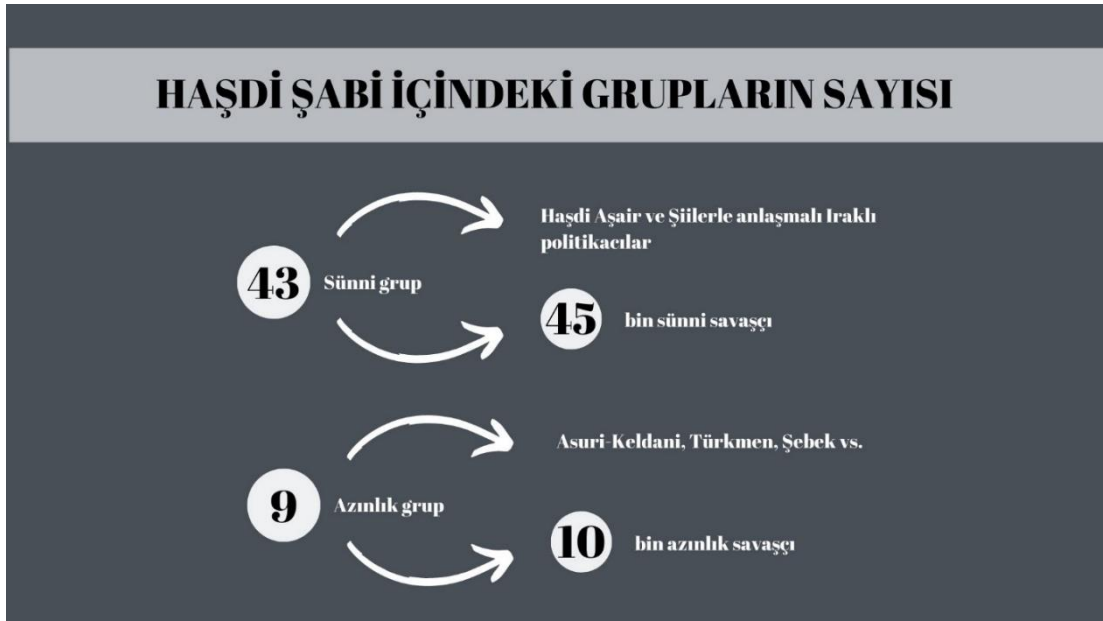 HAŞDİ ŞABİ İÇİNDEKİ GRUPLARIN SAYISI
Haşdi Aşair ve Şiilerle anlaşmalı Iraklı
politikacılar
43 Sünni grup
45 bin sünni savaşçı
Asuri-Keldani, Türkmen, Şebek vs.
9 Azınlık grup
10 bin azınlık savaşçı